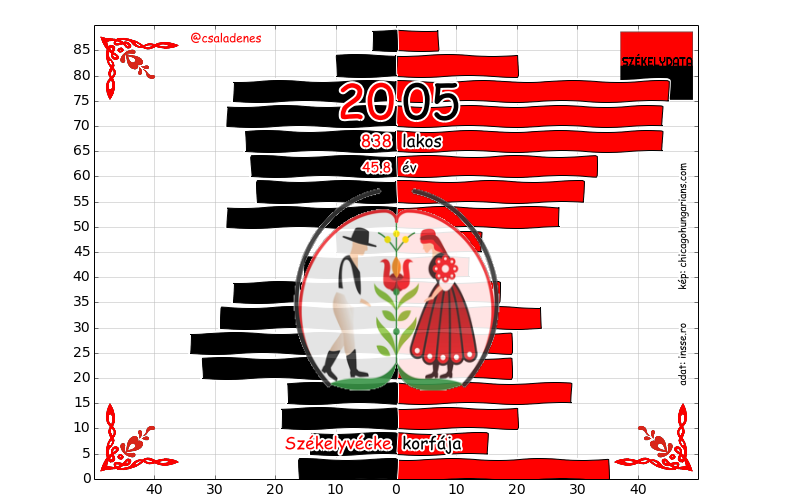 @csaladenes
SZÉKELYDATA
2005
838 lakos
45.8 év
kép: chicagohungarians.com
adat: insse.ro
Székelyvécke korfája
85
80
75
70
65
60
55
50
45
40
35
30
25
20
15
10
5
0
40 30 20 10 0 10 20 30 40